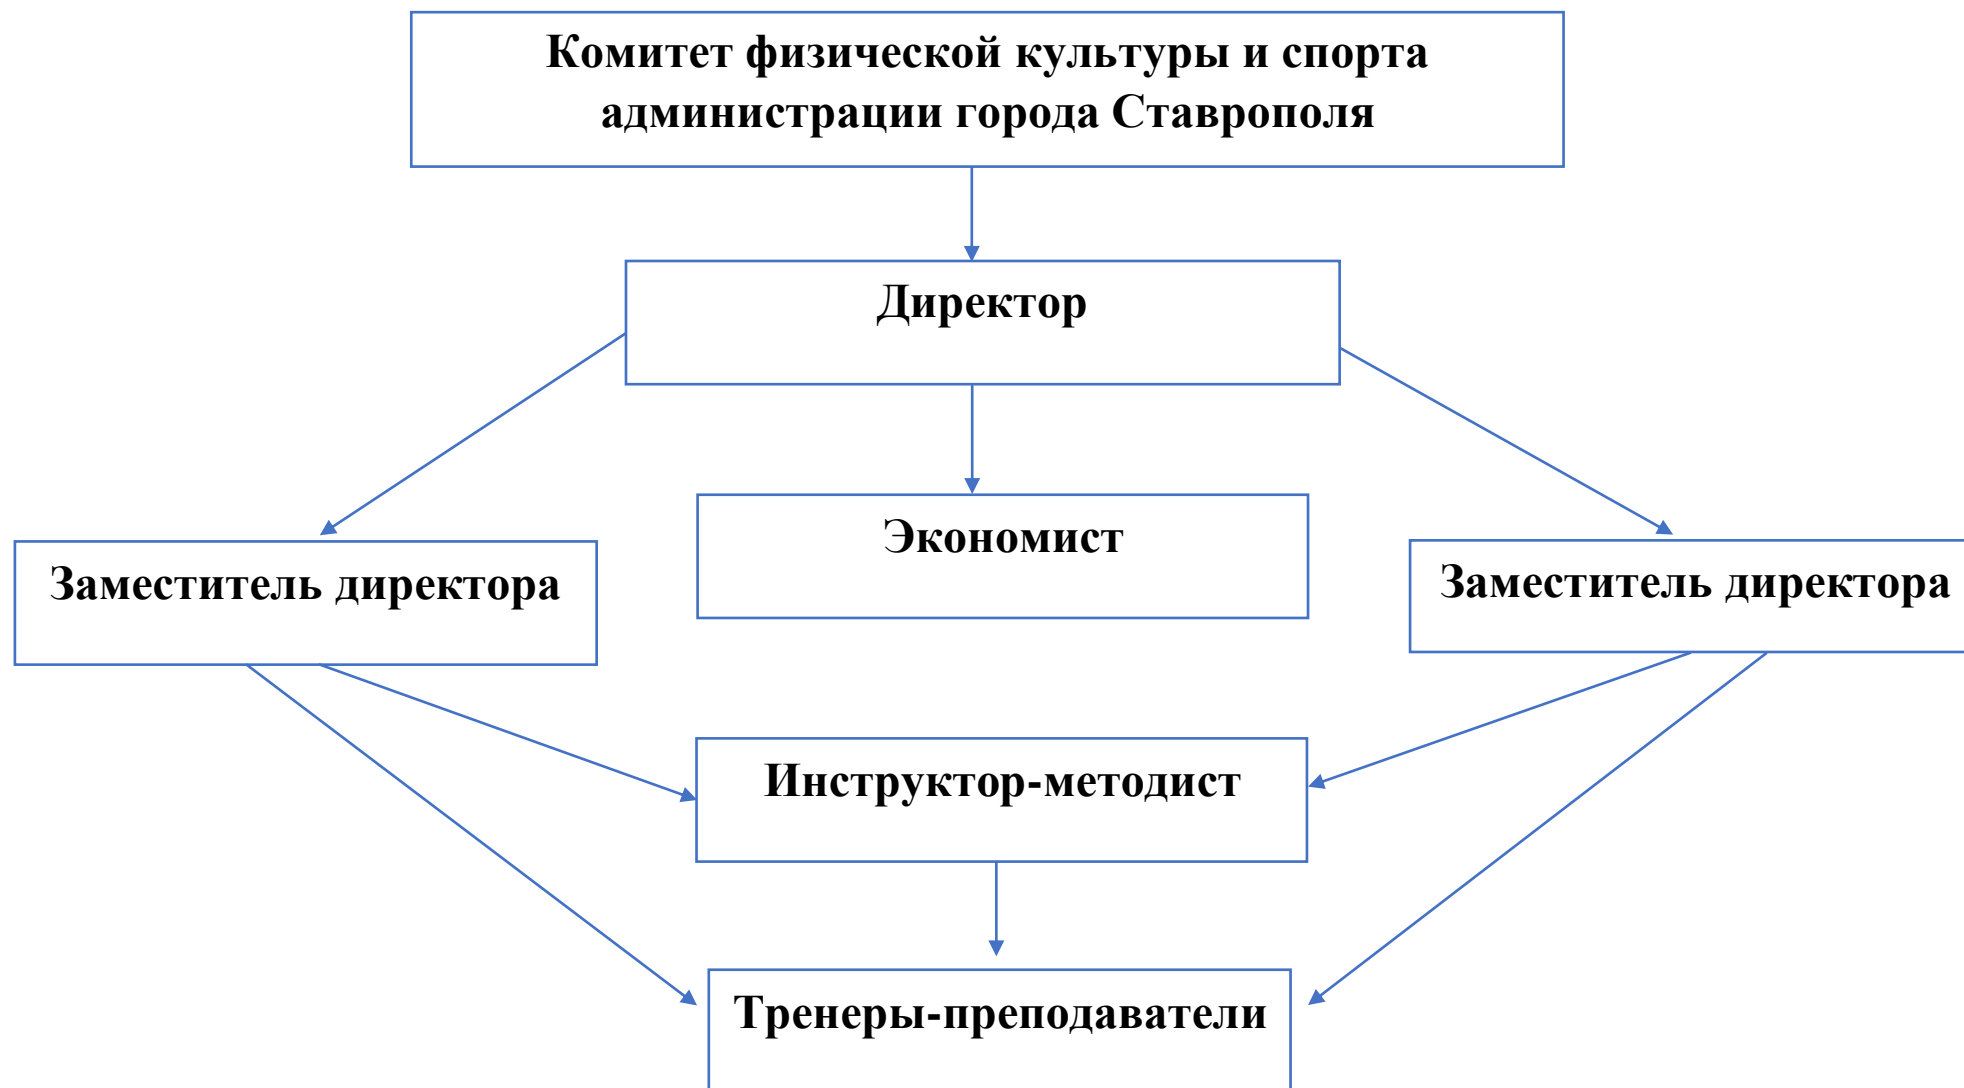 Комитет физической культуры и спорта
администрации города Ставрополя
Директор
Экономист
Заместитель директора
Заместитель директора
Инструктор-методист
Тренеры-преподаватели